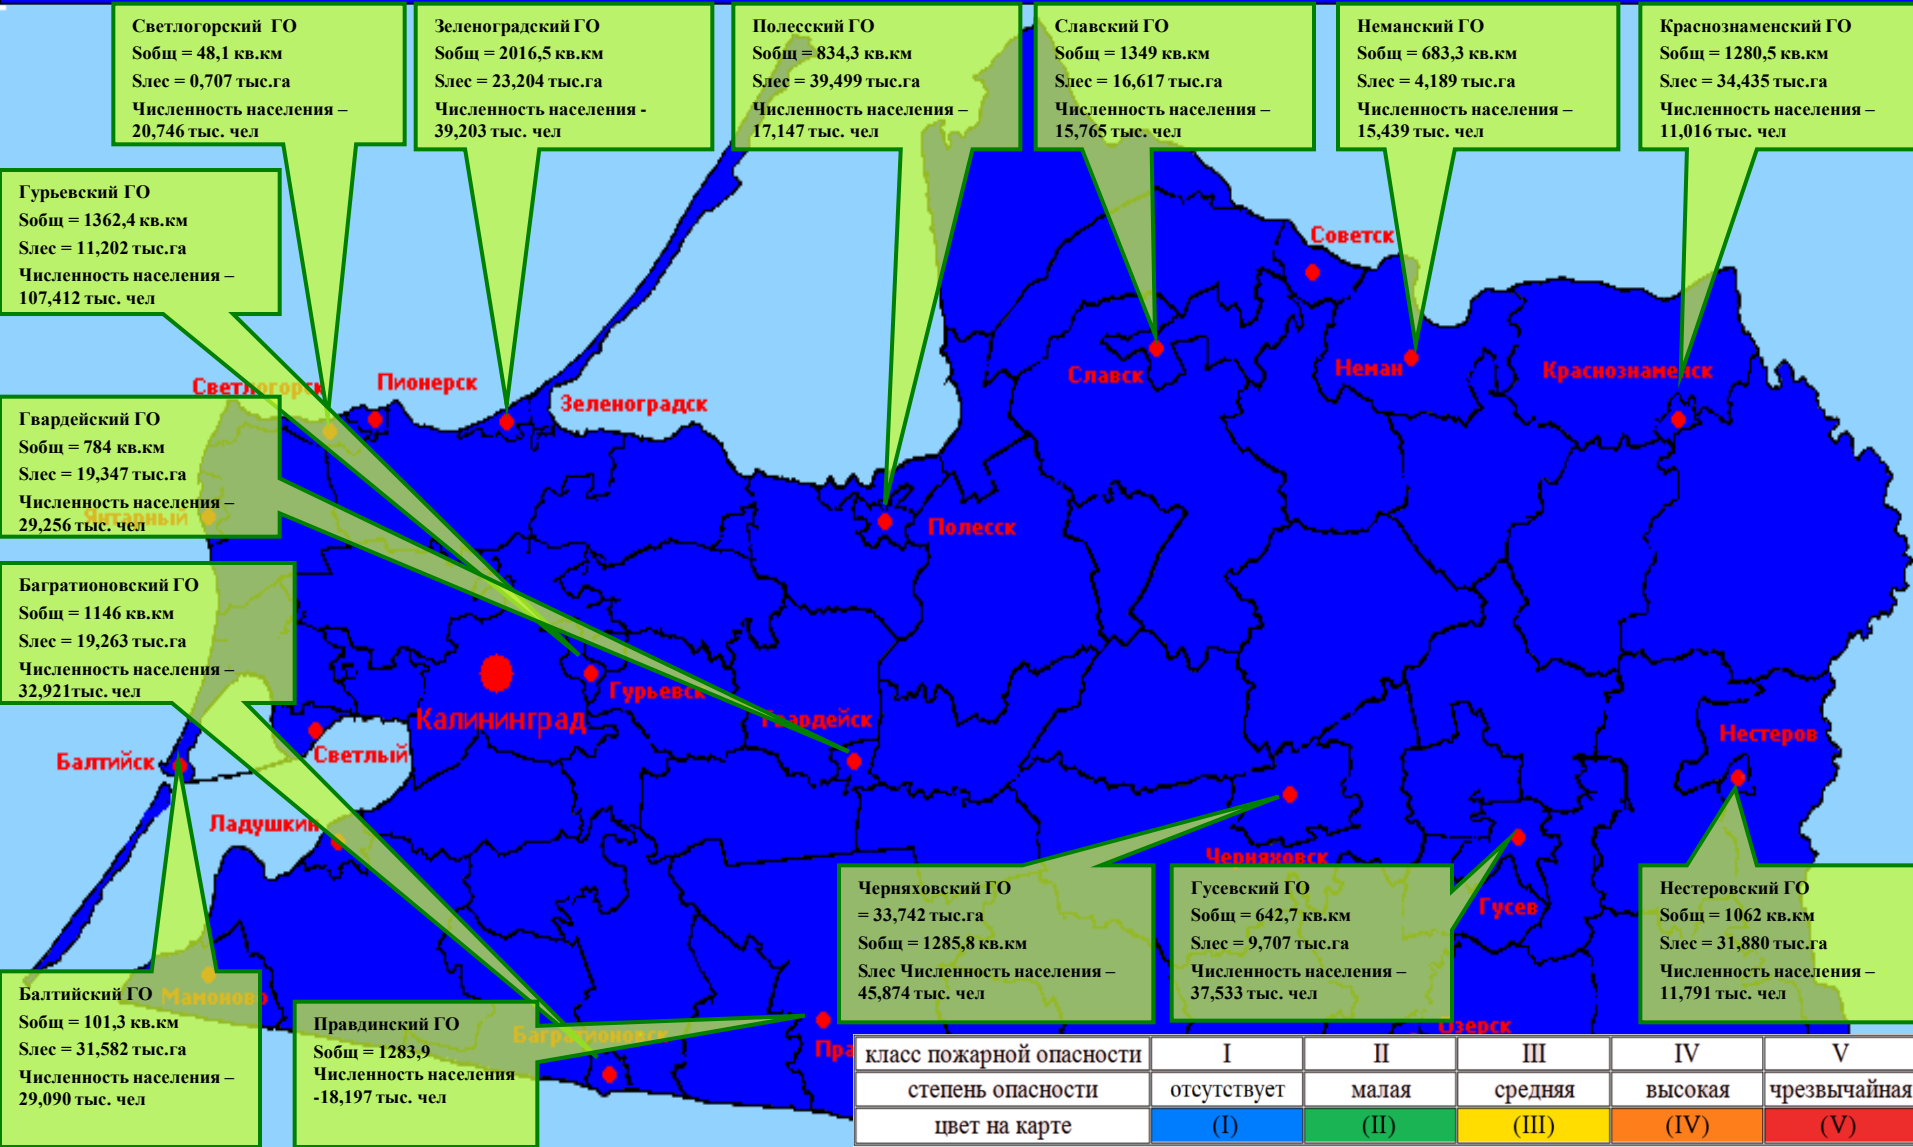 Светлогорский ГО
Sобщ = 48,1 кв.км
Sлес = 0,707 тыс.га
Численность населения –
20,746 тыс. чел
Зеленоградский ГО
Sобщ = 2016,5 кв.км
Sлес = 23,204 тыс.га
Численность населения -
39,203 тыс. чел
Полесский ГО
Sобщ = 834,3 кв.км
Sлес = 39,499 тыс.га
Численность населения –
17,147 тыс. чел
Славский ГО
Sобщ = 1349 кв.км
Sлес = 16,617 тыс.га
Численность населения –
15,765 тыс. чел
Неманский ГО
Sобщ = 683,3 кв.км
Sлес = 4,189 тыс.га
Численность населения –
15,439 тыс. чел
Краснознаменский ГО
Sобщ = 1280,5 кв.км
Sлес = 34,435 тыс.га
Численность населения –
11,016 тыс. чел
Гурьевский ГО
Sобщ = 1362,4 кв.км
Sлес = 11,202 тыс.га
Численность населения –
107,412 тыс. чел
Советск
Славск
Неман
Краснознаменск
Светлогорск
Пионерск
Зеленоградск
Гвардейский ГО
Sобщ = 784 кв.км
Sлес = 19,347 тыс.га
Численность населения –
29,256 тыс. чел
Янтарный
Полесск
Багратионовский ГО
Sобщ = 1146 кв.км
Sлес = 19,263 тыс.га
Численность населения –
32,921тыс. чел
Гурьевск
Калининград
Гвардейск
Нестеров
Балтийск
Светлый
Ладушкин
Черняховск
Гусев
Черняховский ГО
= 33,742 тыс.га
Sобщ = 1285,8 кв.км
Sлес Численность населения –
45,874 тыс. чел
Гусевский ГО
Sобщ = 642,7 кв.км
Sлес = 9,707 тыс.га
Численность населения –
37,533 тыс. чел
Нестеровский ГО
Sобщ = 1062 кв.км
Sлес = 31,880 тыс.га
Численность населения –
11,791 тыс. чел
Балтийский ГО
Sобщ = 101,3 кв.км
Sлес = 31,582 тыс.га
Численность населения –
29,090 тыс. чел
Мамоново
Правдинский ГО
Sобщ = 1283,9
Численность населения
-18,197 тыс. чел
Багратионовск
Озерск
Пра
класс пожарной опасности I II III IV V
степень опасности отсутствует малая средняя высокая чрезвычайная
цвет на карте (I) (II) (III) (IV) (V)